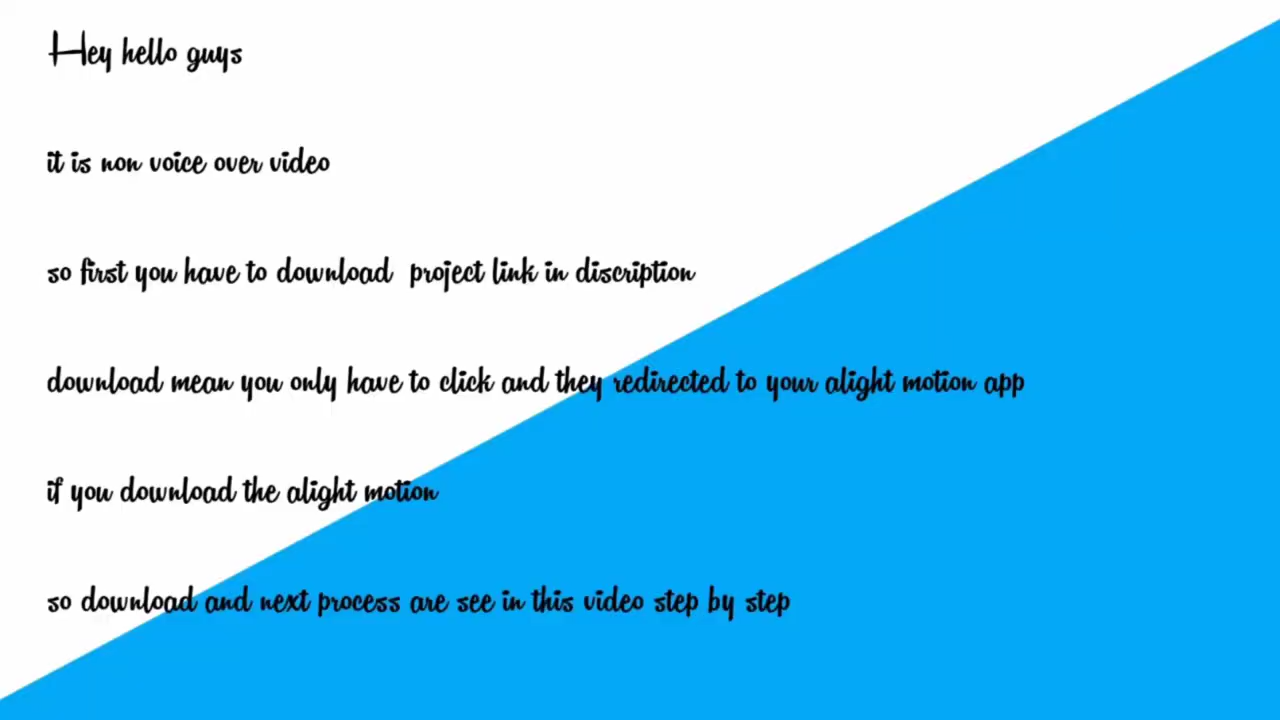 Hey hello guys
it is non voice over video
so first you have to download project link in discription
download mean you only have to click and they redirected to your alight motion app
if you download the alight motion
so download and next process are see in this video step by step